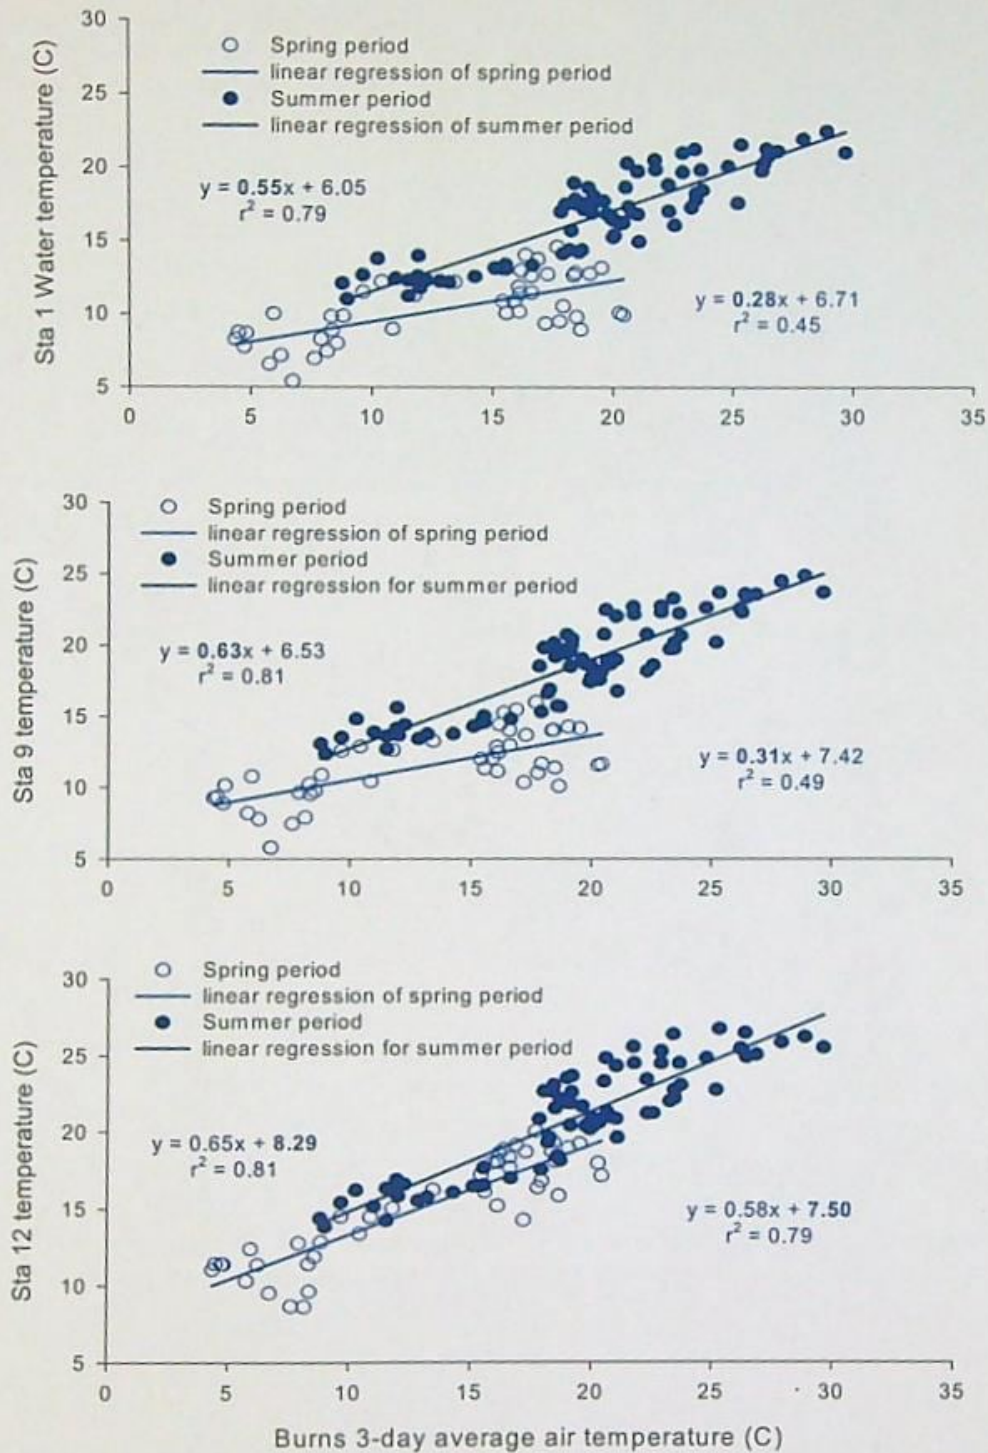 Sta 1 Water temperature (C)
30
25
20
15
10
5
Spring period
linear regression of spring period
Summer period
linear regression of summer period
y = 0.55x + 6.05
r² = 0.79
y = 0.28x + 6.71
r² = 0.45
0 5 10 15 20 25 30 35
Sta 9 temperature (C)
30
25
20
15
10
5
Spring period
linear regression of spring period
Summer period
linear regression for summer period
y = 0.63x + 6.53
r² = 0.81
y = 0.31x + 7.42
r² = 0.49
0 5 10 15 20 25 30 35
Sta 12 temperature (C)
30
25
20
15
10
5
Spring period
linear regression of spring period
Summer period
linear regression for summer period
y = 0.65x + 8.29
r² = 0.81
y = 0.58x + 7.50
r² = 0.79
0 5 10 15 20 25 30 35
Burns 3-day average air temperature (C)